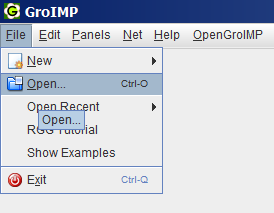 GroIMP
File Edit Panels Net Help OpenGroIMP
New
Open... Ctrl-O
Open Recent
Open...
RGG Tutorial
Show Examples
Exit Ctrl-Q